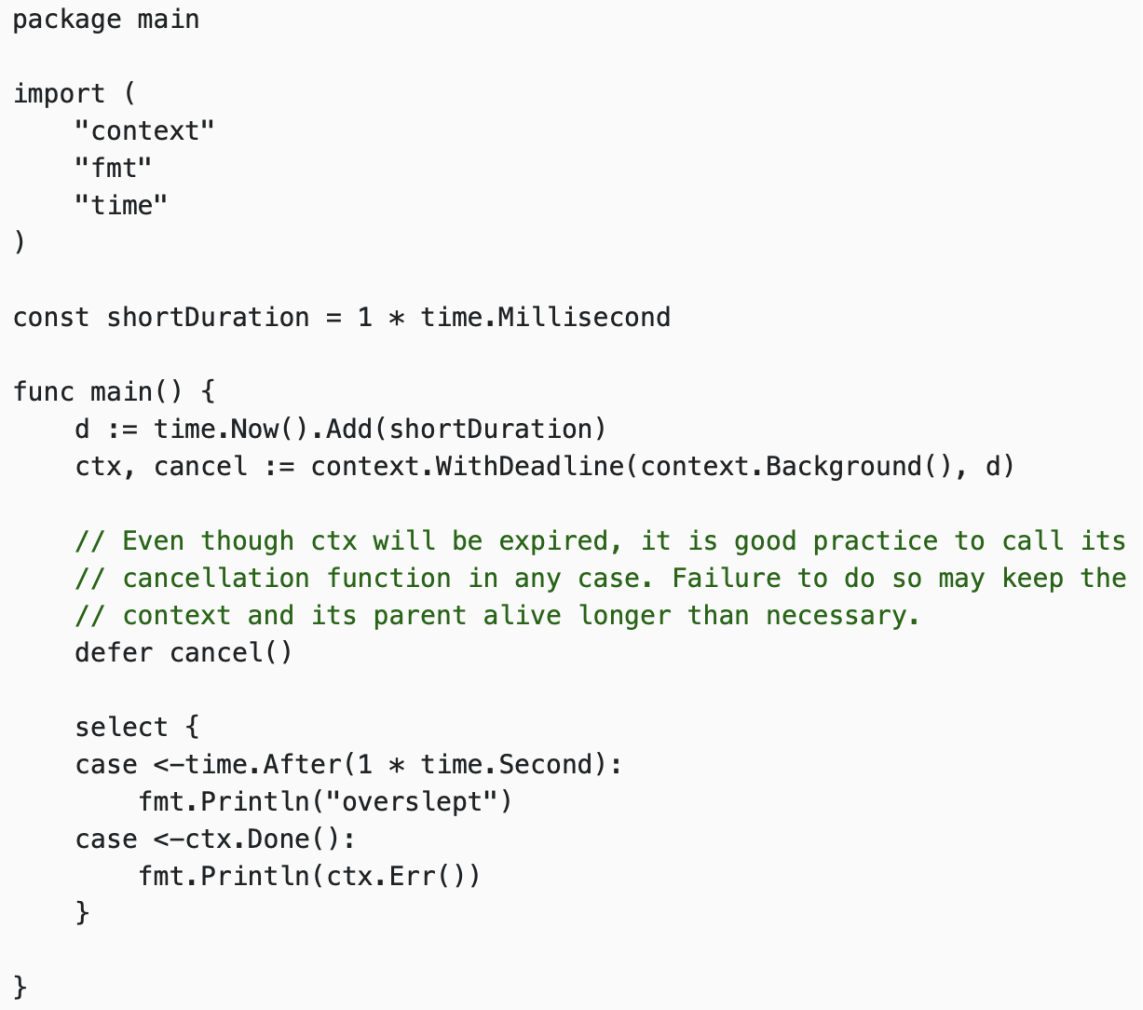 package main

import (
    "context"
    "fmt"
    "time"
)

const shortDuration = 1 * time.Millisecond

func main() {
    d := time.Now().Add(shortDuration)
    ctx, cancel := context.WithDeadline(context.Background(), d)

    // Even though ctx will be expired, it is good practice to call its
    // cancellation function in any case. Failure to do so may keep the
    // context and its parent alive longer than necessary.
    defer cancel()

    select {
    case <-time.After(1 * time.Second):
        fmt.Println("overslept")
    case <-ctx.Done():
        fmt.Println(ctx.Err())
    }

}